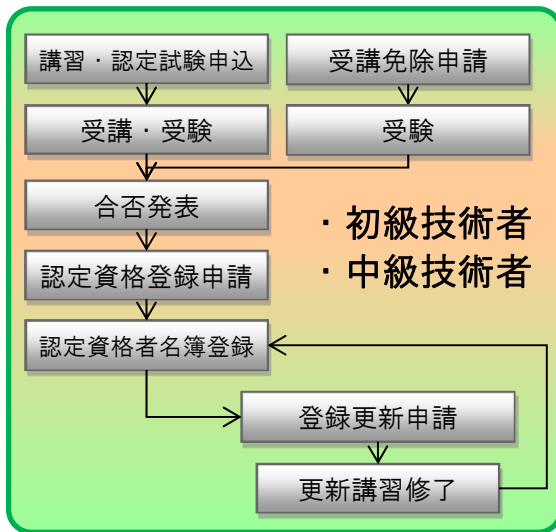 講習・認定試験申込
受講免除申請
受講・受験
受験
合否発表
・初級技術者
・中級技術者
認定資格登録申請
認定資格者名簿登録
登録更新申請
更新講習修了